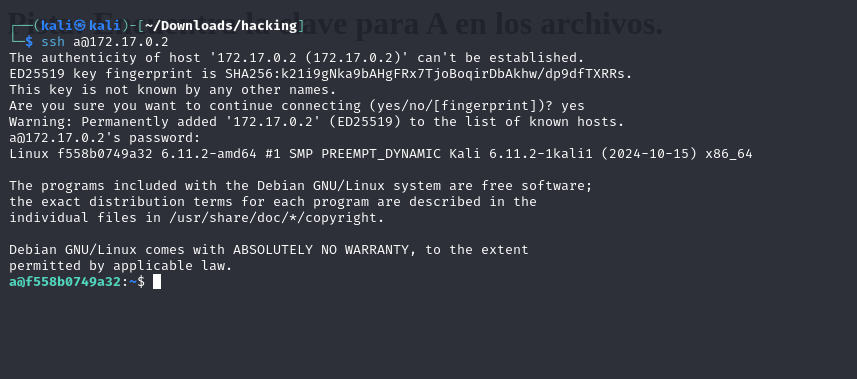 Pista: Encuentra la clave para A en los archivos.
┌──(kali㉿kali)-[~/Downloads/hacking]
└─$ ssh a@172.17.0.2
The authenticity of host '172.17.0.2 (172.17.0.2)' can't be established.
ED25519 key fingerprint is SHA256:k21i9gNka9bAHgFRx7TjoBoqirDbAkhw/dp9dfTXRRs.
This key is not known by any other names.
Are you sure you want to continue connecting (yes/no/[fingerprint])? yes
Warning: Permanently added '172.17.0.2' (ED25519) to the list of known hosts.
a@172.17.0.2's password:
Linux f558b0749a32 6.11.2-amd64 #1 SMP PREEMPT_DYNAMIC Kali 6.11.2-1kali1 (2024-10-15) x86_64
The programs included with the Debian GNU/Linux system are free software;
the exact distribution terms for each program are described in the
individual files in /usr/share/doc/*/copyright.
Debian GNU/Linux comes with ABSOLUTELY NO WARRANTY, to the extent
permitted by applicable law.
a@f558b0749a32:~$